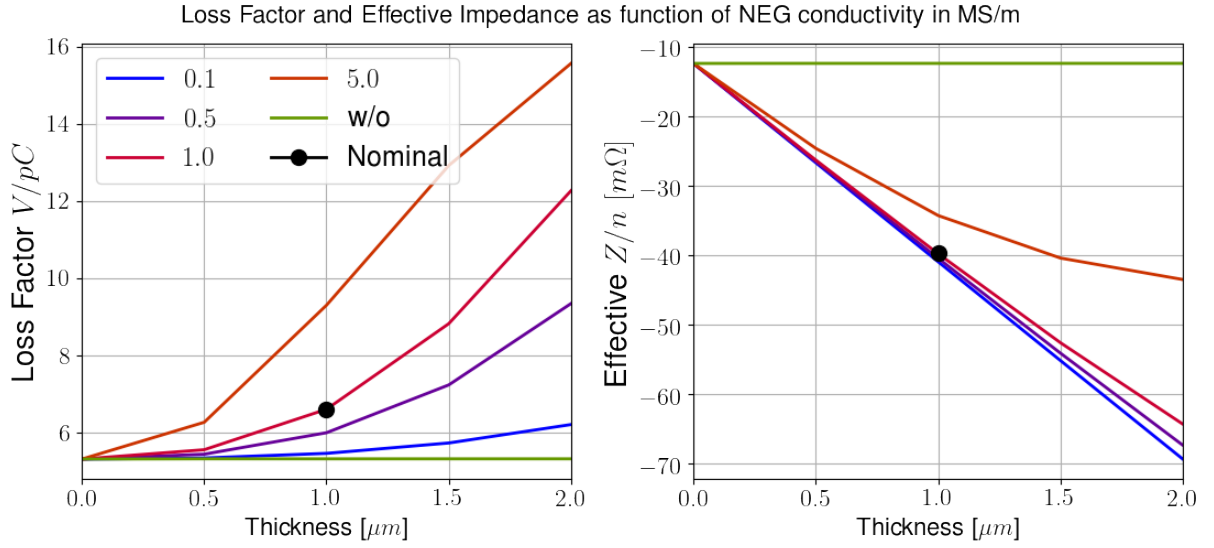 Loss Factor and Effective Impedance as function of NEG conductivity in MS/m
16
14
12
10
8
6
Loss Factor V/pC
0.1
0.5
1.0
5.0
w/o
Nominal
0.0 0.5 1.0 1.5 2.0
Thickness [μm]
−10
−20
−30
−40
−50
−60
−70
Effective Z/n [mΩ]
0.0 0.5 1.0 1.5 2.0
Thickness [μm]